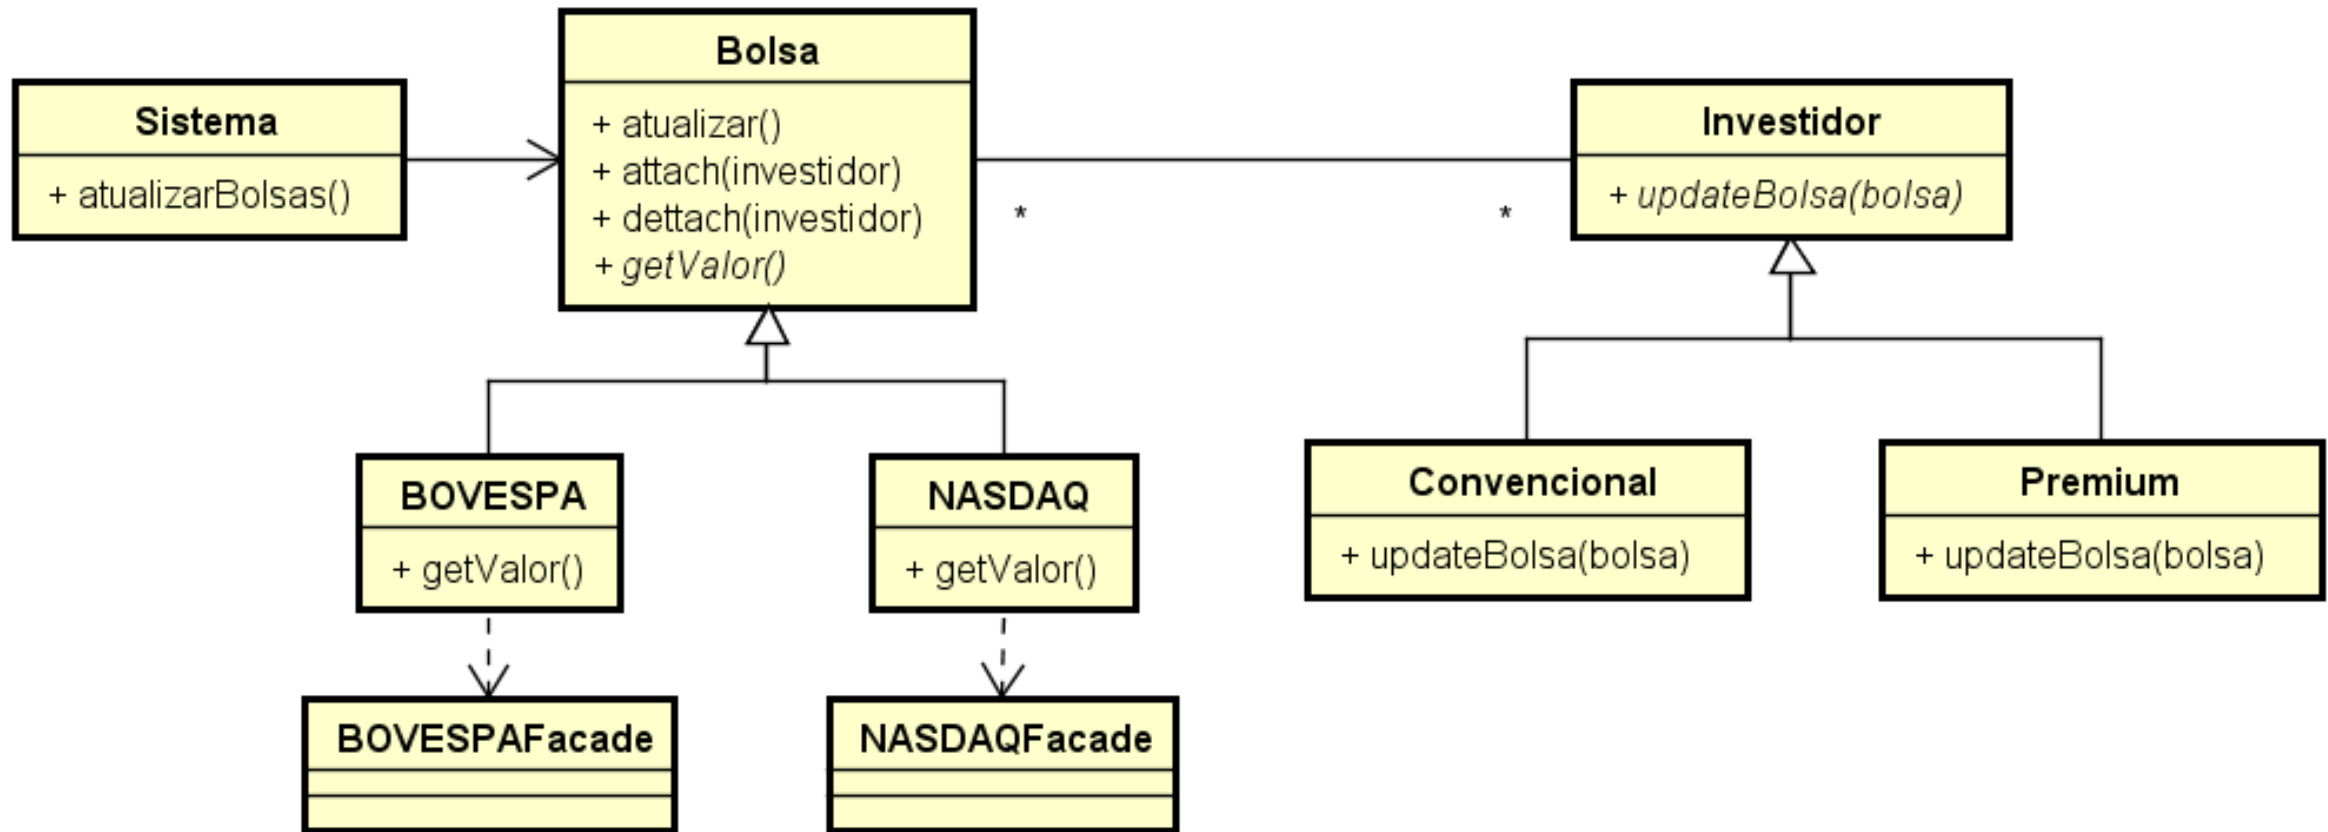 Sistema
+ atualizarBolsas()
Bolsa
+ atualizar()
+ attach(investidor)
+ dettach(investidor)
+ getValor()
*
*
Investidor
+ updateBolsa(bolsa)
BOVESPA
+ getValor()
NASDAQ
+ getValor()
Convencional
+ updateBolsa(bolsa)
Premium
+ updateBolsa(bolsa)
BOVESPAFacade
NASDAQFacade